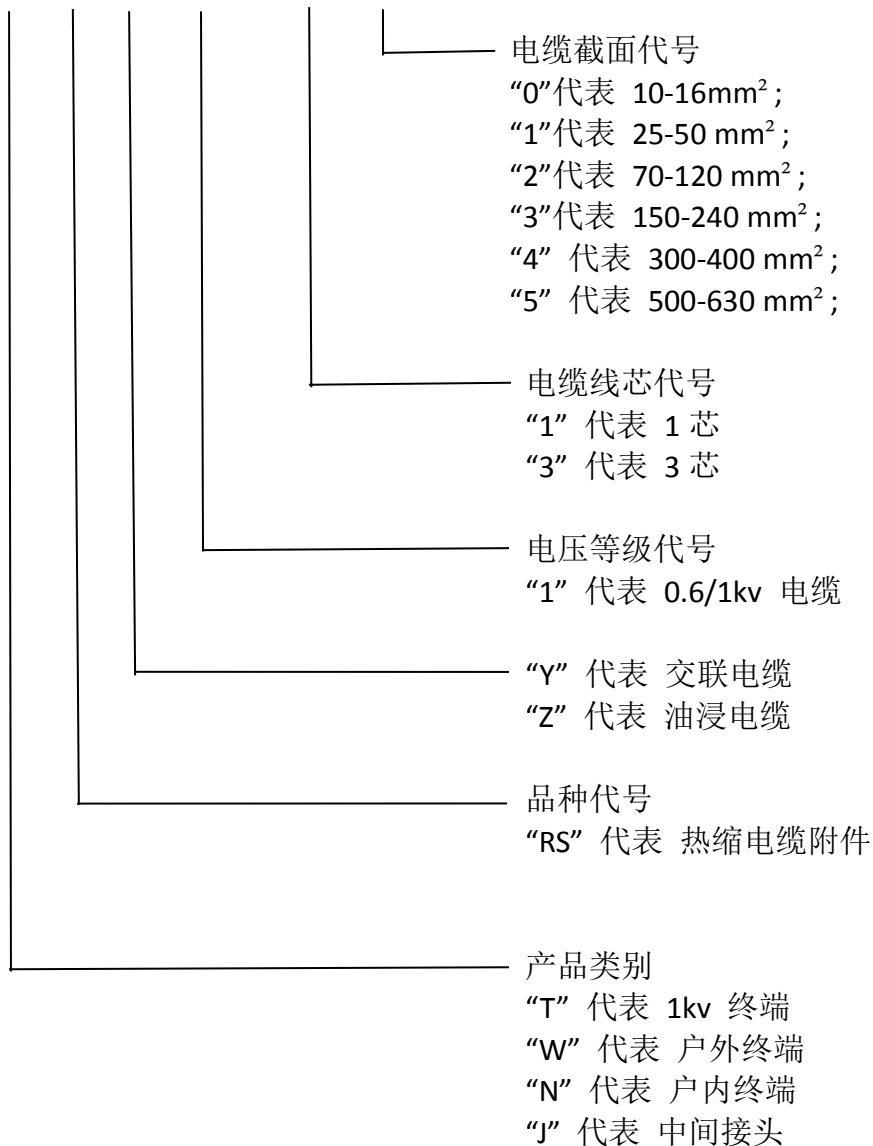 电缆截面代号
“0”代表 10-16mm²;
“1”代表 25-50 mm²;
“2”代表 70-120 mm²;
“3”代表 150-240 mm²;
“4” 代表 300-400 mm²;
“5” 代表 500-630 mm²;
电缆线芯代号
“1” 代表 1 芯
“3” 代表 3 芯
电压等级代号
“1” 代表 0.6/1kv 电缆
“Y” 代表 交联电缆
“Z” 代表 油浸电缆
品种代号
“RS” 代表 热缩电缆附件
产品类别
“T” 代表 1kv 终端
“W” 代表 户外终端
“N” 代表 户内终端
“J” 代表 中间接头